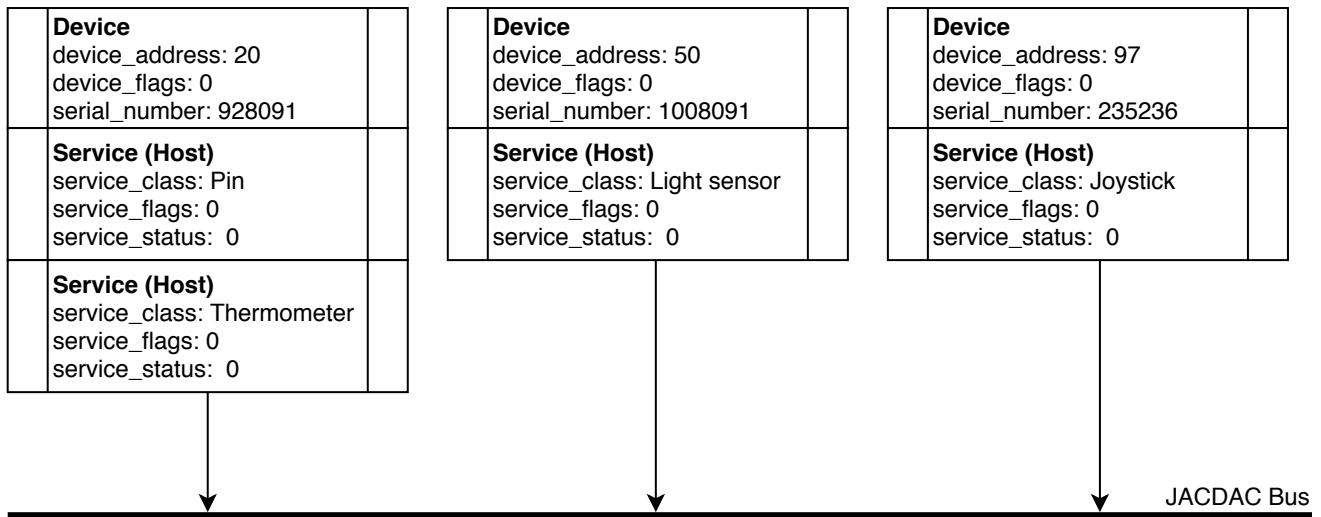 Device
device_address: 20
device_flags: 0
serial_number: 928091
Service (Host)
service_class: Pin
service_flags: 0
service_status:  0
Service (Host)
service_class: Thermometer
service_flags: 0
service_status:  0
Device
device_address: 50
device_flags: 0
serial_number: 1008091
Service (Host)
service_class: Light sensor
service_flags: 0
service_status:  0
Device
device_address: 97
device_flags: 0
serial_number: 235236
Service (Host)
service_class: Joystick
service_flags: 0
service_status:  0
JACDAC Bus